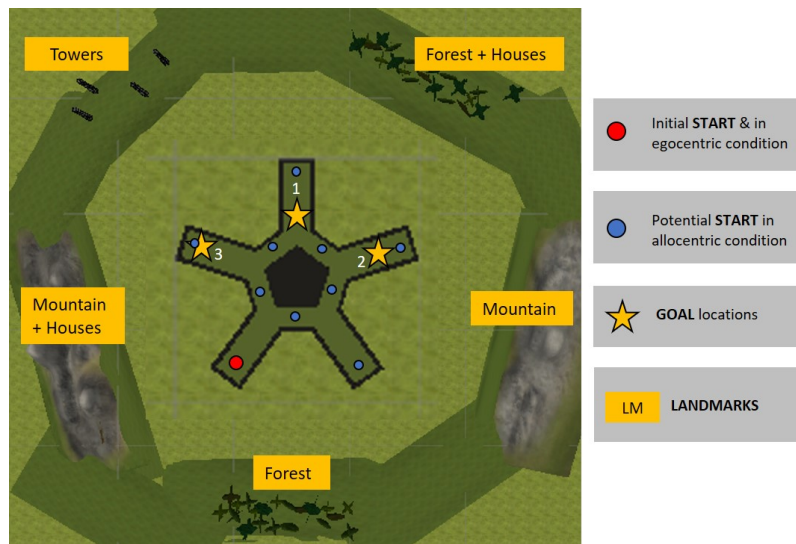 Towers
Forest + Houses
1
3
2
Mountain
+ Houses
Mountain
Forest
Initial START & in
egocentric condition
Potential START in
allocentric condition
GOAL locations
LM LANDMARKS